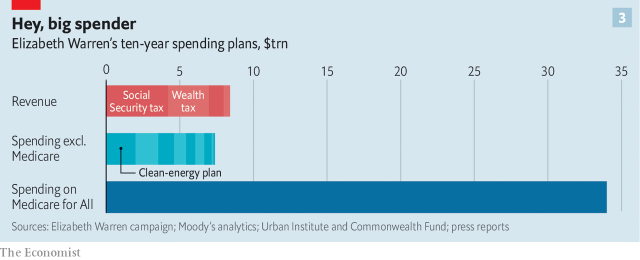 Hey, big spender
3
Elizabeth Warren's ten-year spending plans, $trn
0 5 10 15 20 25 30 35
Revenue
Social
Security tax
Wealth
tax
Spending excl.
Medicare
Clean-energy plan
Spending on
Medicare for All
Sources: Elizabeth Warren campaign; Moody's analytics; Urban Institute and Commonwealth Fund; press reports
The Economist